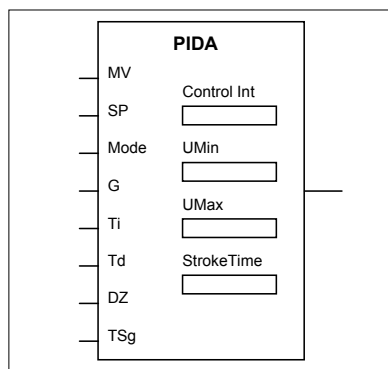 PIDA
MV
Control Int
SP
Mode
UMin
G
UMax
Ti
StrokeTime
Td
DZ
TSg